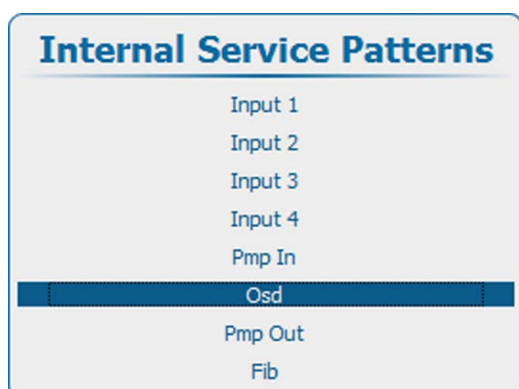 Internal Service Patterns
Input 1
Input 2
Input 3
Input 4
Pmp In
Osd
Pmp Out
Fib